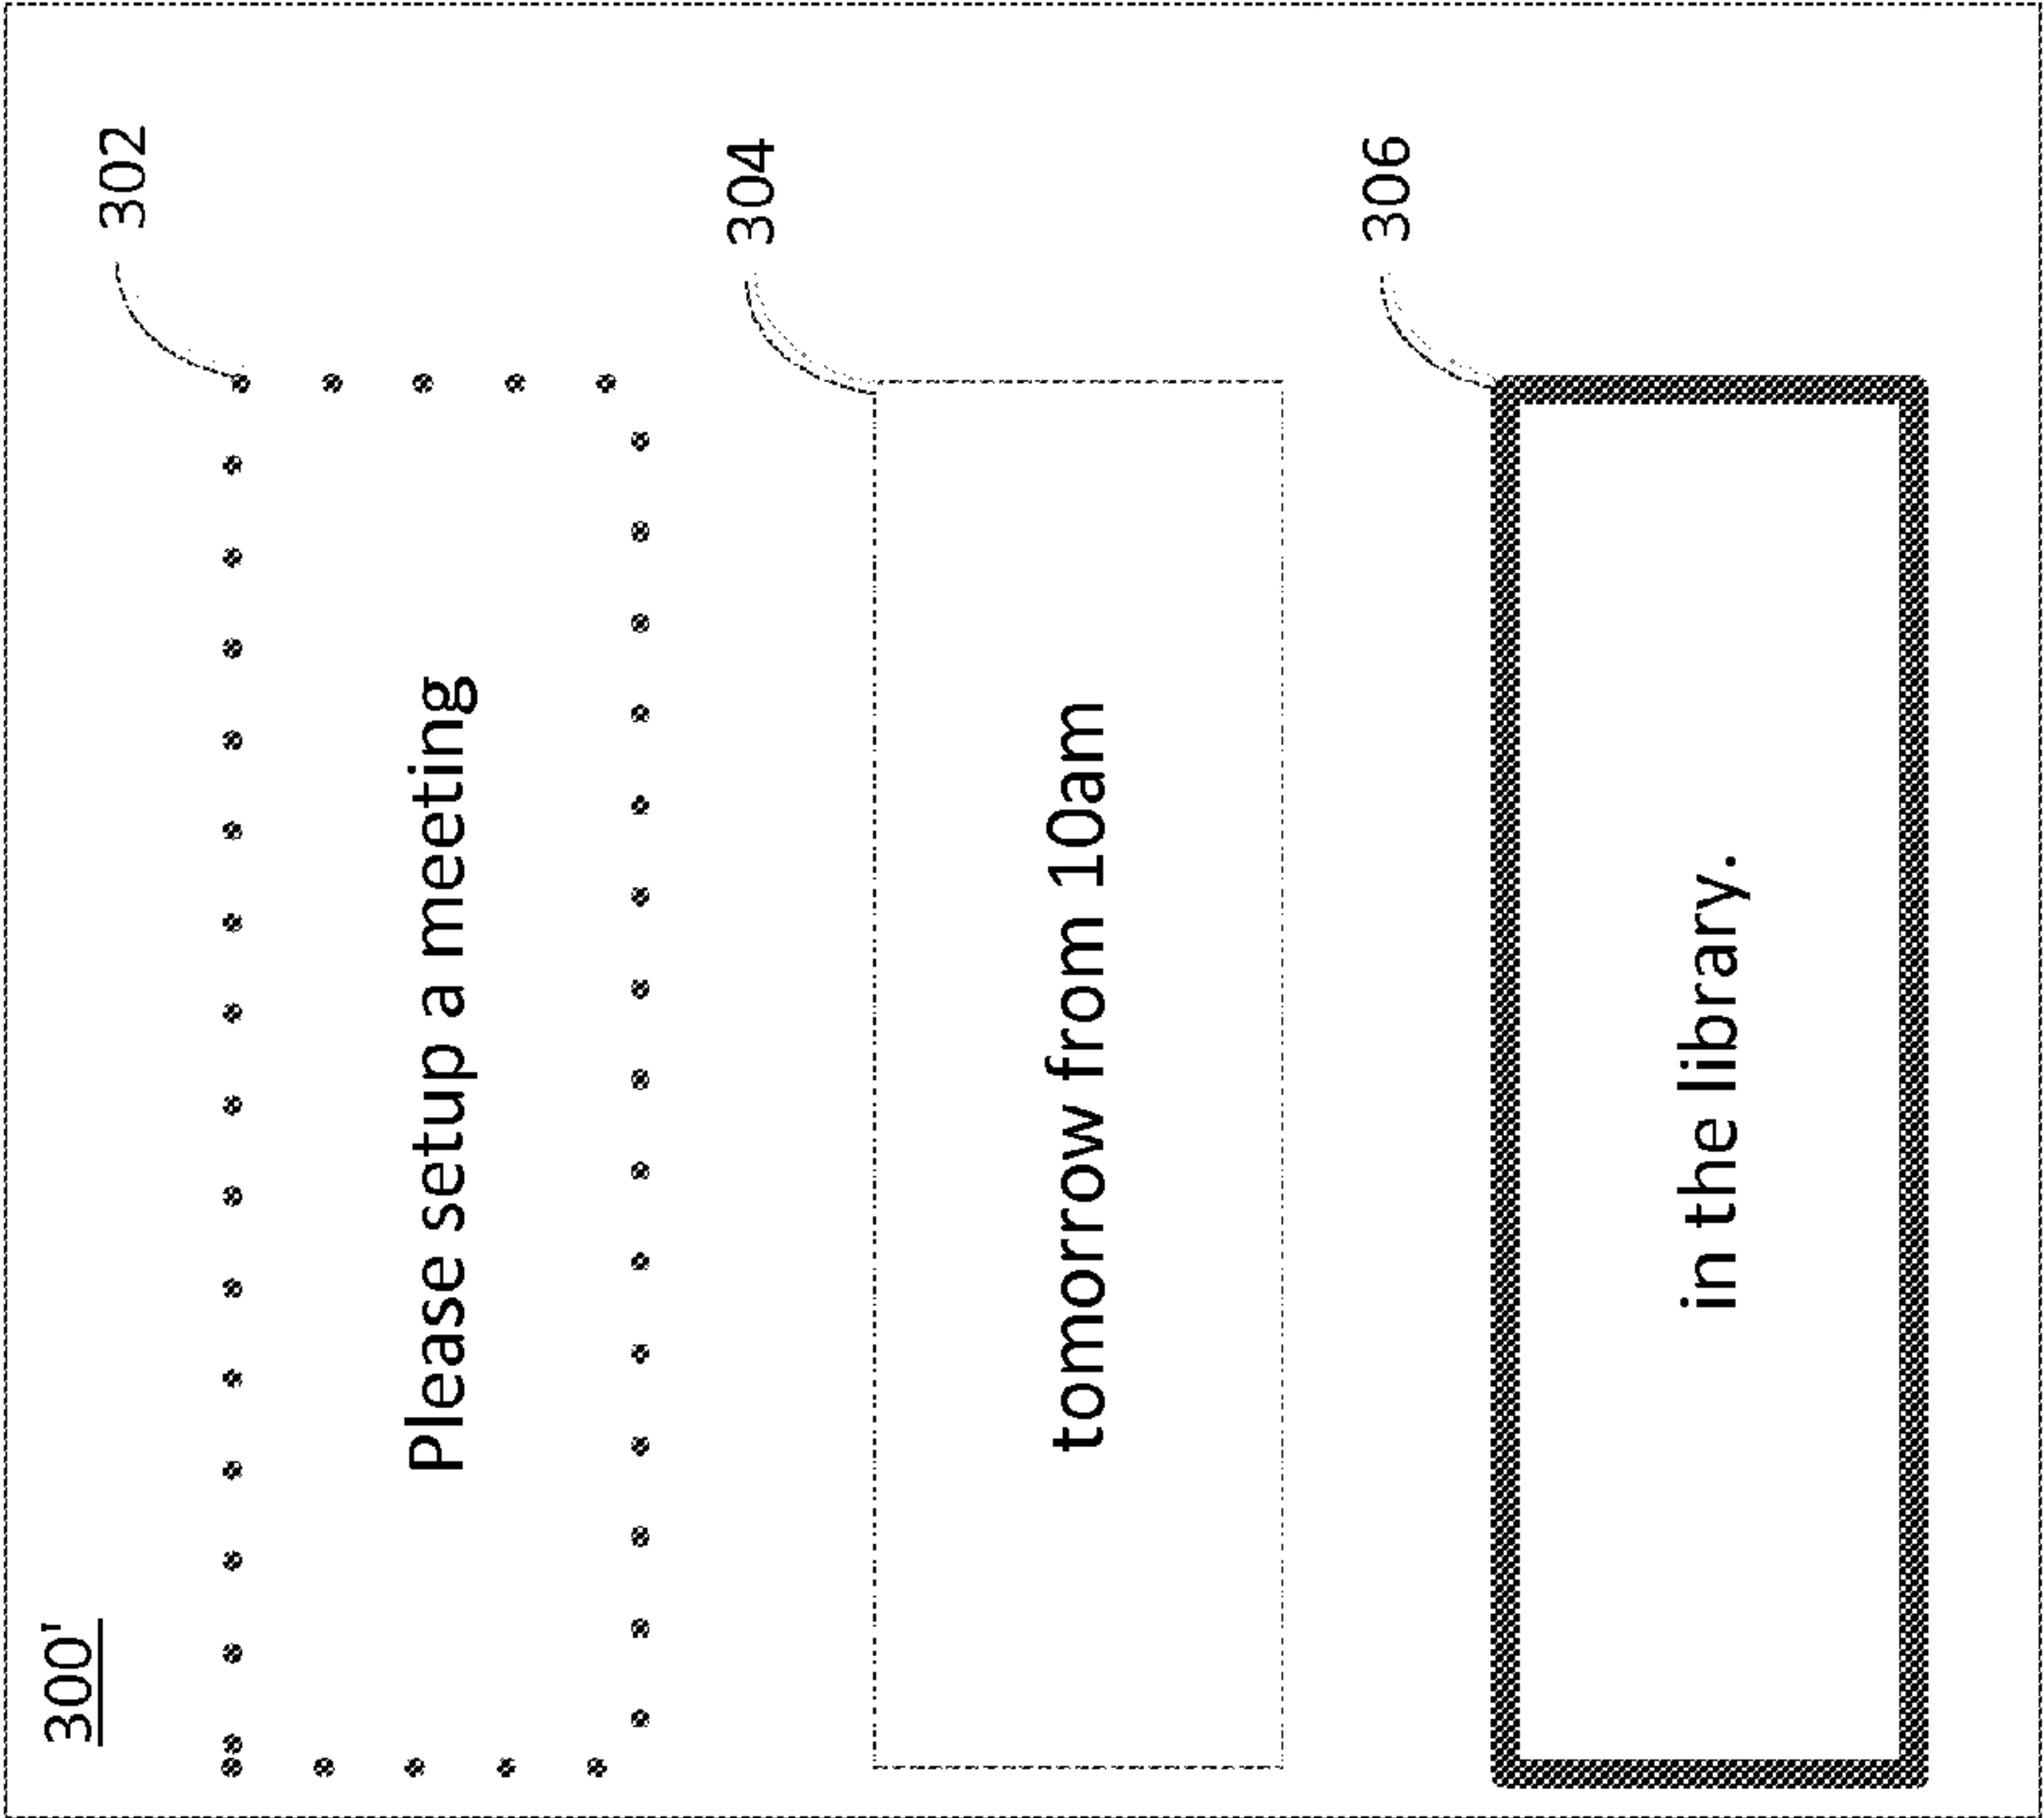 300'
302
Please setup a meeting
304
tomorrow from 10am
306
in the library.